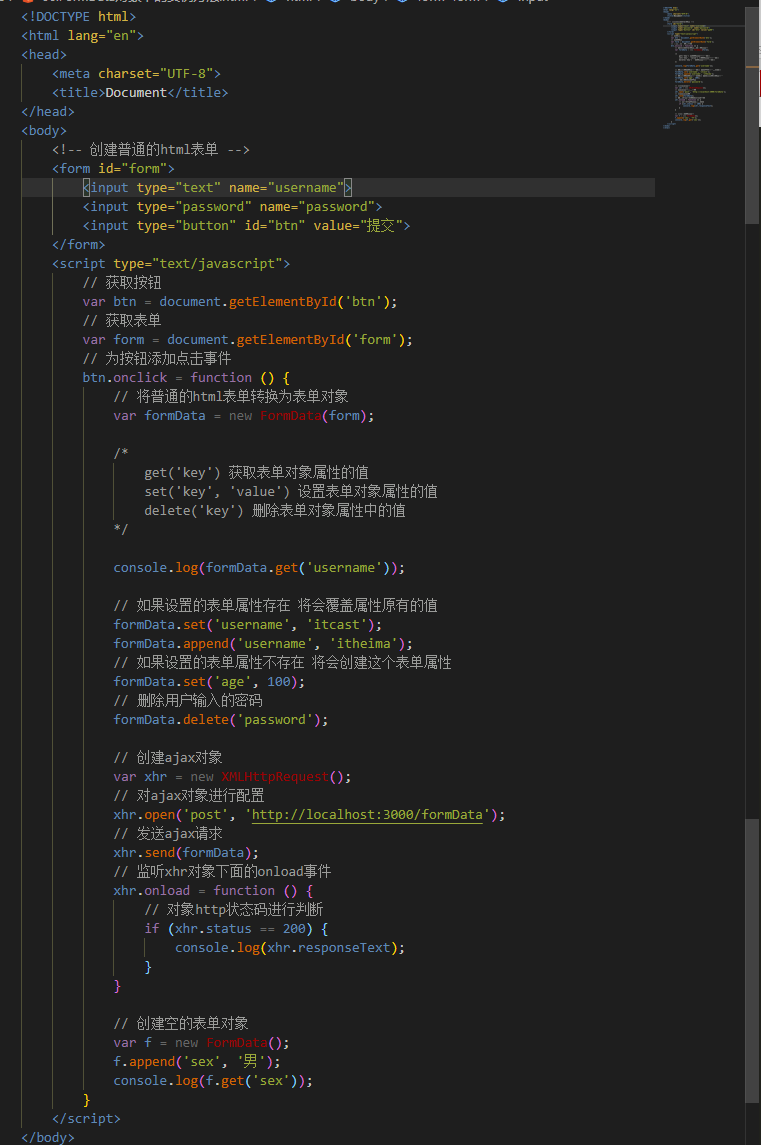 <!DOCTYPE html>
<html lang="en">
<head>
    <meta charset="UTF-8">
    <title>Document</title>
</head>
<body>
    <!-- 创建普通的html表单 -->
    <form id="form">
        <input type="text" name="username">
        <input type="password" name="password">
        <input type="button" id="btn" value="提交">
    </form>
    <script type="text/javascript">
        // 获取按钮
        var btn = document.getElementById('btn');
        // 获取表单
        var form = document.getElementById('form');
        // 为按钮添加点击事件
        btn.onclick = function () {
            // 将普通的html表单转换为表单对象
            var formData = new FormData(form);

            /*
                get('key') 获取表单对象属性的值
                set('key', 'value') 设置表单对象属性的值
                delete('key') 删除表单对象属性中的值
            */

            console.log(formData.get('username'));

            // 如果设置的表单属性存在 将会覆盖属性原有的值
            formData.set('username', 'itcast');
            formData.append('username', 'itheima');
            // 如果设置的表单属性不存在 将会创建这个表单属性
            formData.set('age', 100);
            // 删除用户输入的密码
            formData.delete('password');

            // 创建ajax对象
            var xhr = new XMLHttpRequest();
            // 对ajax对象进行配置
            xhr.open('post', 'http://localhost:3000/formData');
            // 发送ajax请求
            xhr.send(formData);
            // 监听xhr对象下面的onload事件
            xhr.onload = function () {
                // 对象http状态码进行判断
                if (xhr.status == 200) {
                    console.log(xhr.responseText);
                }
            }

            // 创建空的表单对象
            var f = new FormData();
            f.append('sex', '男');
            console.log(f.get('sex'));
        }
    </script>
</body>